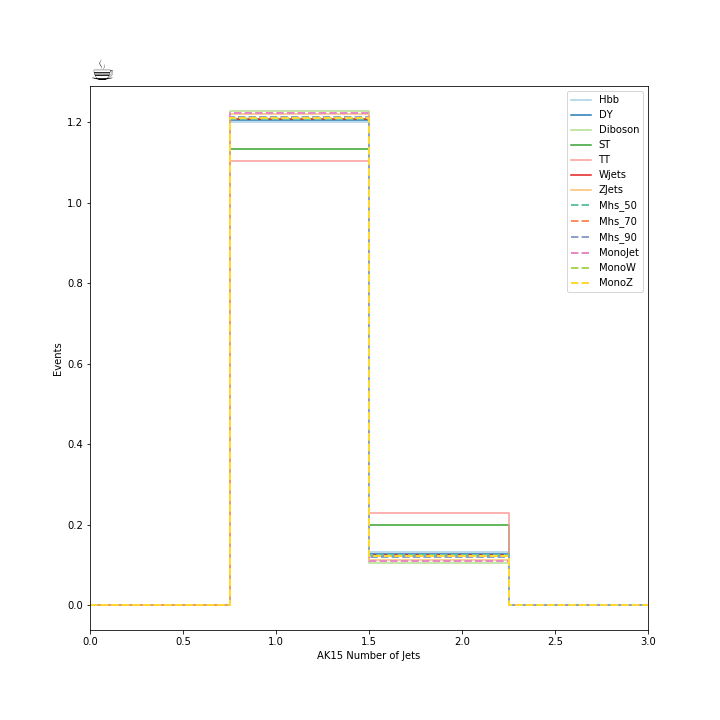 Hbb
DY
Diboson
ST
TT
Wjets
ZJets
Mhs_50
Mhs_70
Mhs_90
MonoJet
MonoW
MonoZ
1.2
1.0
0.8
0.6
0.4
0.2
0.0
Events
0.0 0.5 1.0 1.5 2.0 2.5 3.0
AK15 Number of Jets